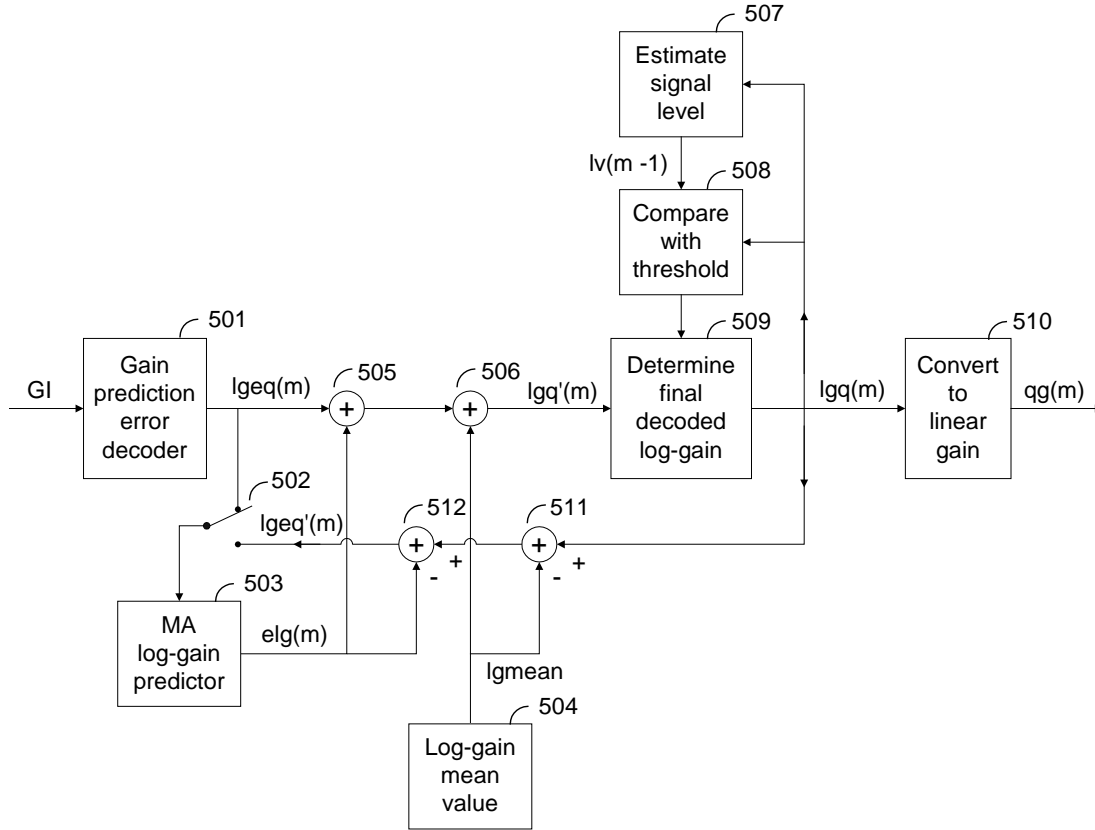 507
Estimate
signal
level
lv(m -1)
508
Compare
with
threshold
501
Gain
prediction
error
decoder
GI
lgeq(m)
505
+
506
+
lgq'(m)
509
Determine
final
decoded
log-gain
lgq(m)
510
Convert
to
linear
gain
qg(m)
502
lgeq'(m)
512
+
-
+
511
+
-
+
503
MA
log-gain
predictor
elg(m)
lgmean
504
Log-gain
mean
value